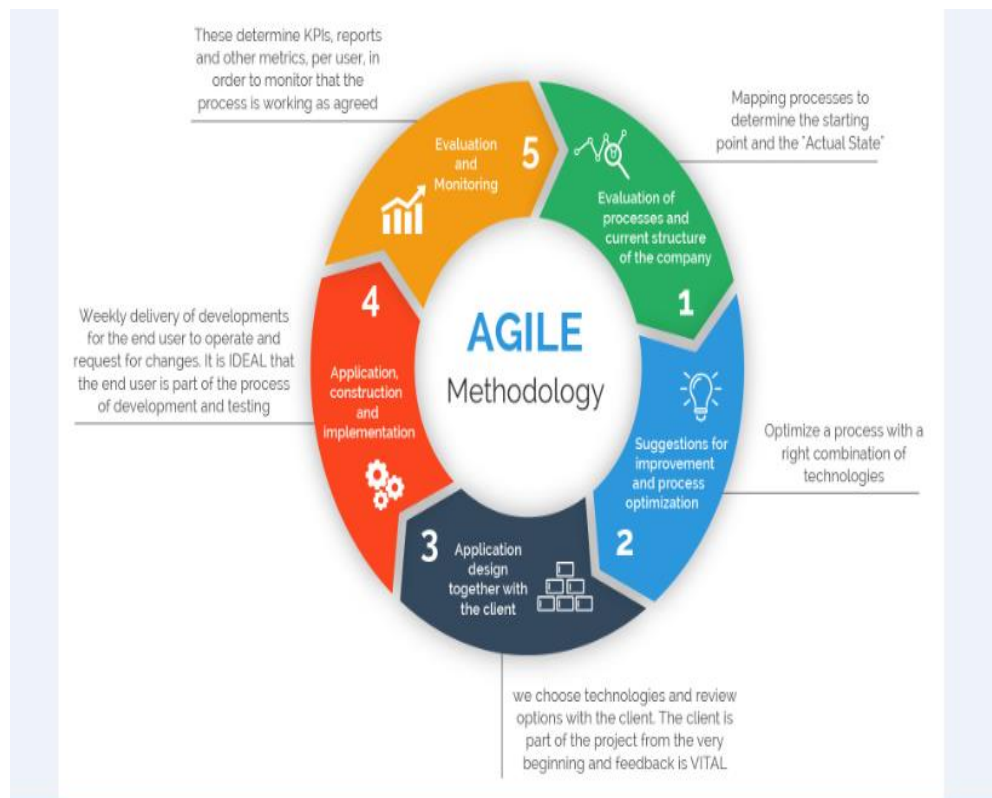 These determine KPIs, reports
and other metrics, per user, in
order to monitor that the
process is working as agreed
Mapping processes to
determine the starting
point and the "Actual State"
5
Evaluation
and
Monitoring
Evaluation of
processes and
current structure
of the company
1
4
Weekly delivery of developments
for the end user to operate and
request for changes. It is IDEAL that
the end user is part of the process
of development and testing
Application,
construction
and
implementation
AGILE
Methodology
Suggestions for
improvement
and process
optimization
2
Optimize a process with a
right combination of
technologies
3
Application
design
together with
the client
we choose technologies and review
options with the client. The client is
part of the project from the very
beginning and feedback is VITAL